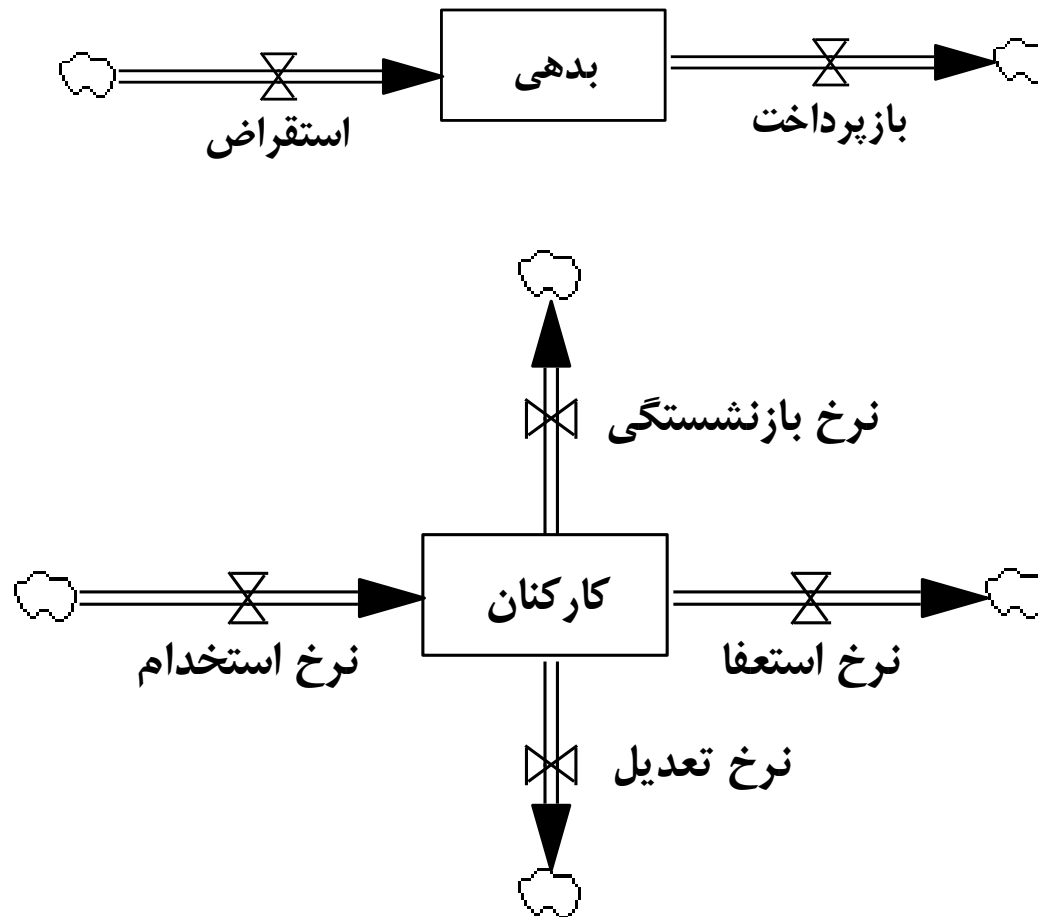 بدهی
استقراض
بازپرداخت
نرخ بازنشستگی
کارکنان
نرخ استخدام
نرخ استعفا
نرخ تعدیل